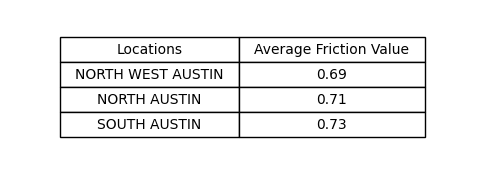 Locations Average Friction Value
NORTH WEST AUSTIN 0.69
NORTH AUSTIN 0.71
SOUTH AUSTIN 0.73